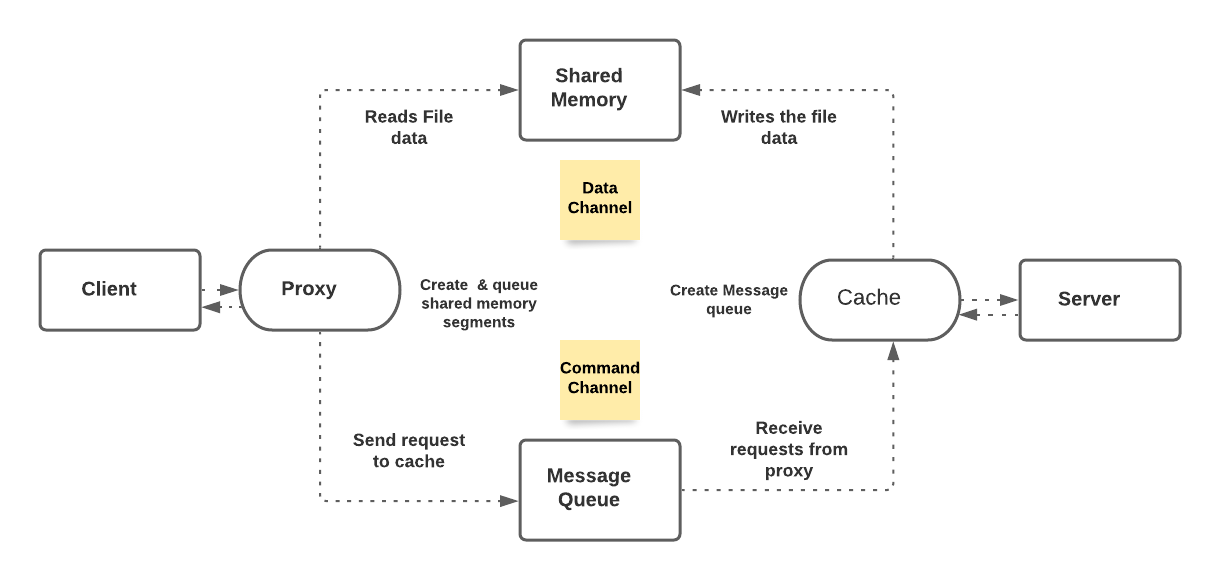 Shared
Memory
Reads File
data
Writes the file
data
Data
Channel
Client
Proxy
Create  & queue
shared memory
segments
Create Message
queue
Cache
Server
Command
Channel
Send request
to cache
Message
Queue
Receive
requests from
proxy